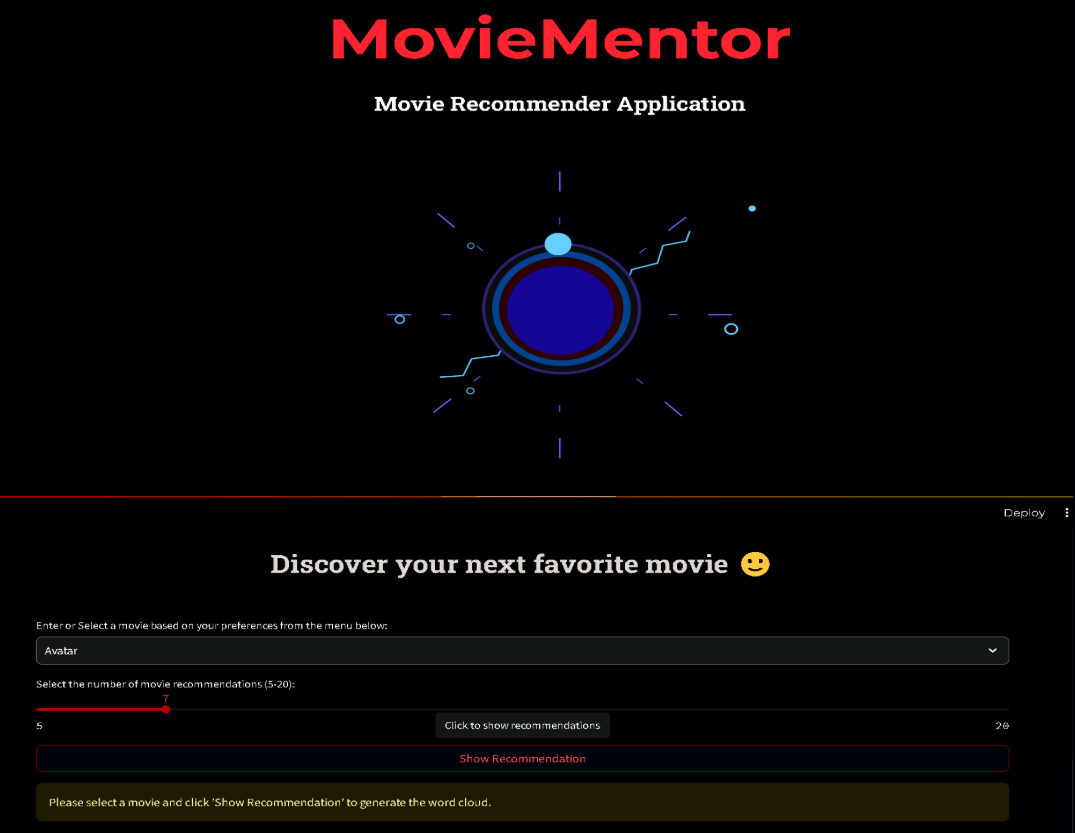 MovieMentor
Movie Recommender Application
Deploy
Discover your next favorite movie 🙂
Enter or Select a movie based on your preferences from the menu below:
Avatar
Select the number of movie recommendations (5-20):
7
5
20
Click to show recommendations
Show Recommendation
Please select a movie and click 'Show Recommendation' to generate the word cloud.